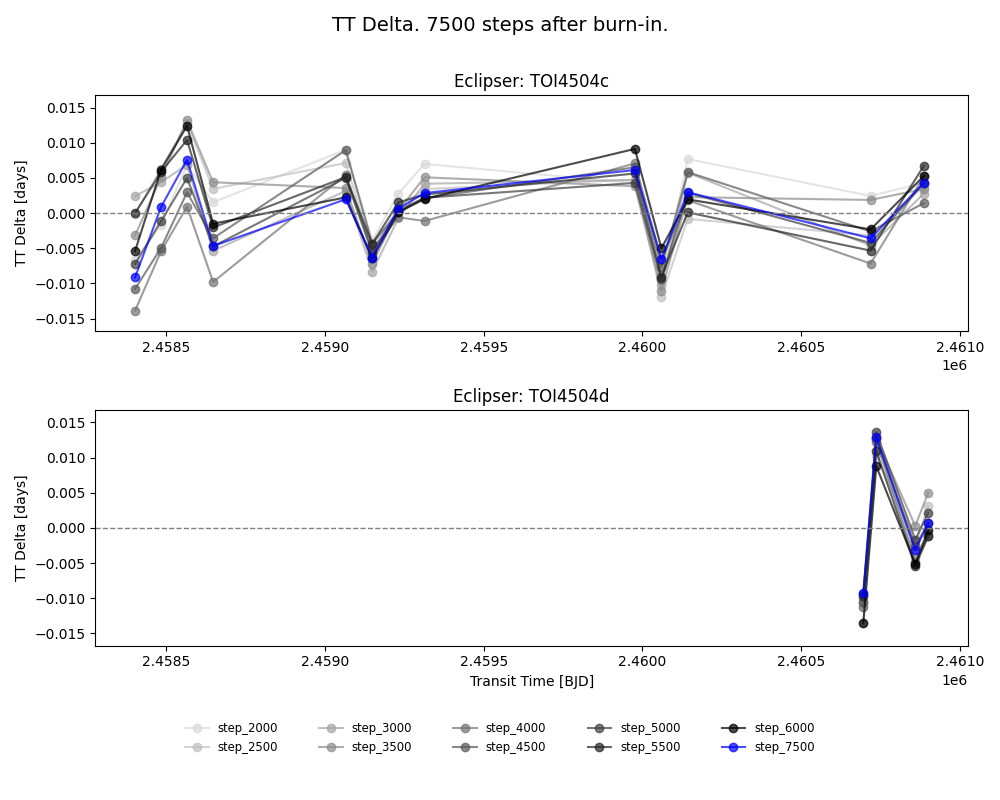 TT Delta. 7500 steps after burn-in.
Eclipser: TOI4504c
TT Delta [days]
0.015
0.010
0.005
0.000
−0.005
−0.010
−0.015
2.4585 2.4590 2.4595 2.4600 2.4605 2.4610
1e6
Eclipser: TOI4504d
TT Delta [days]
0.015
0.010
0.005
0.000
−0.005
−0.010
−0.015
2.4585 2.4590 2.4595 2.4600 2.4605 2.4610
1e6
Transit Time [BJD]
step_2000 step_3000 step_4000 step_5000 step_6000
step_2500 step_3500 step_4500 step_5500 step_7500